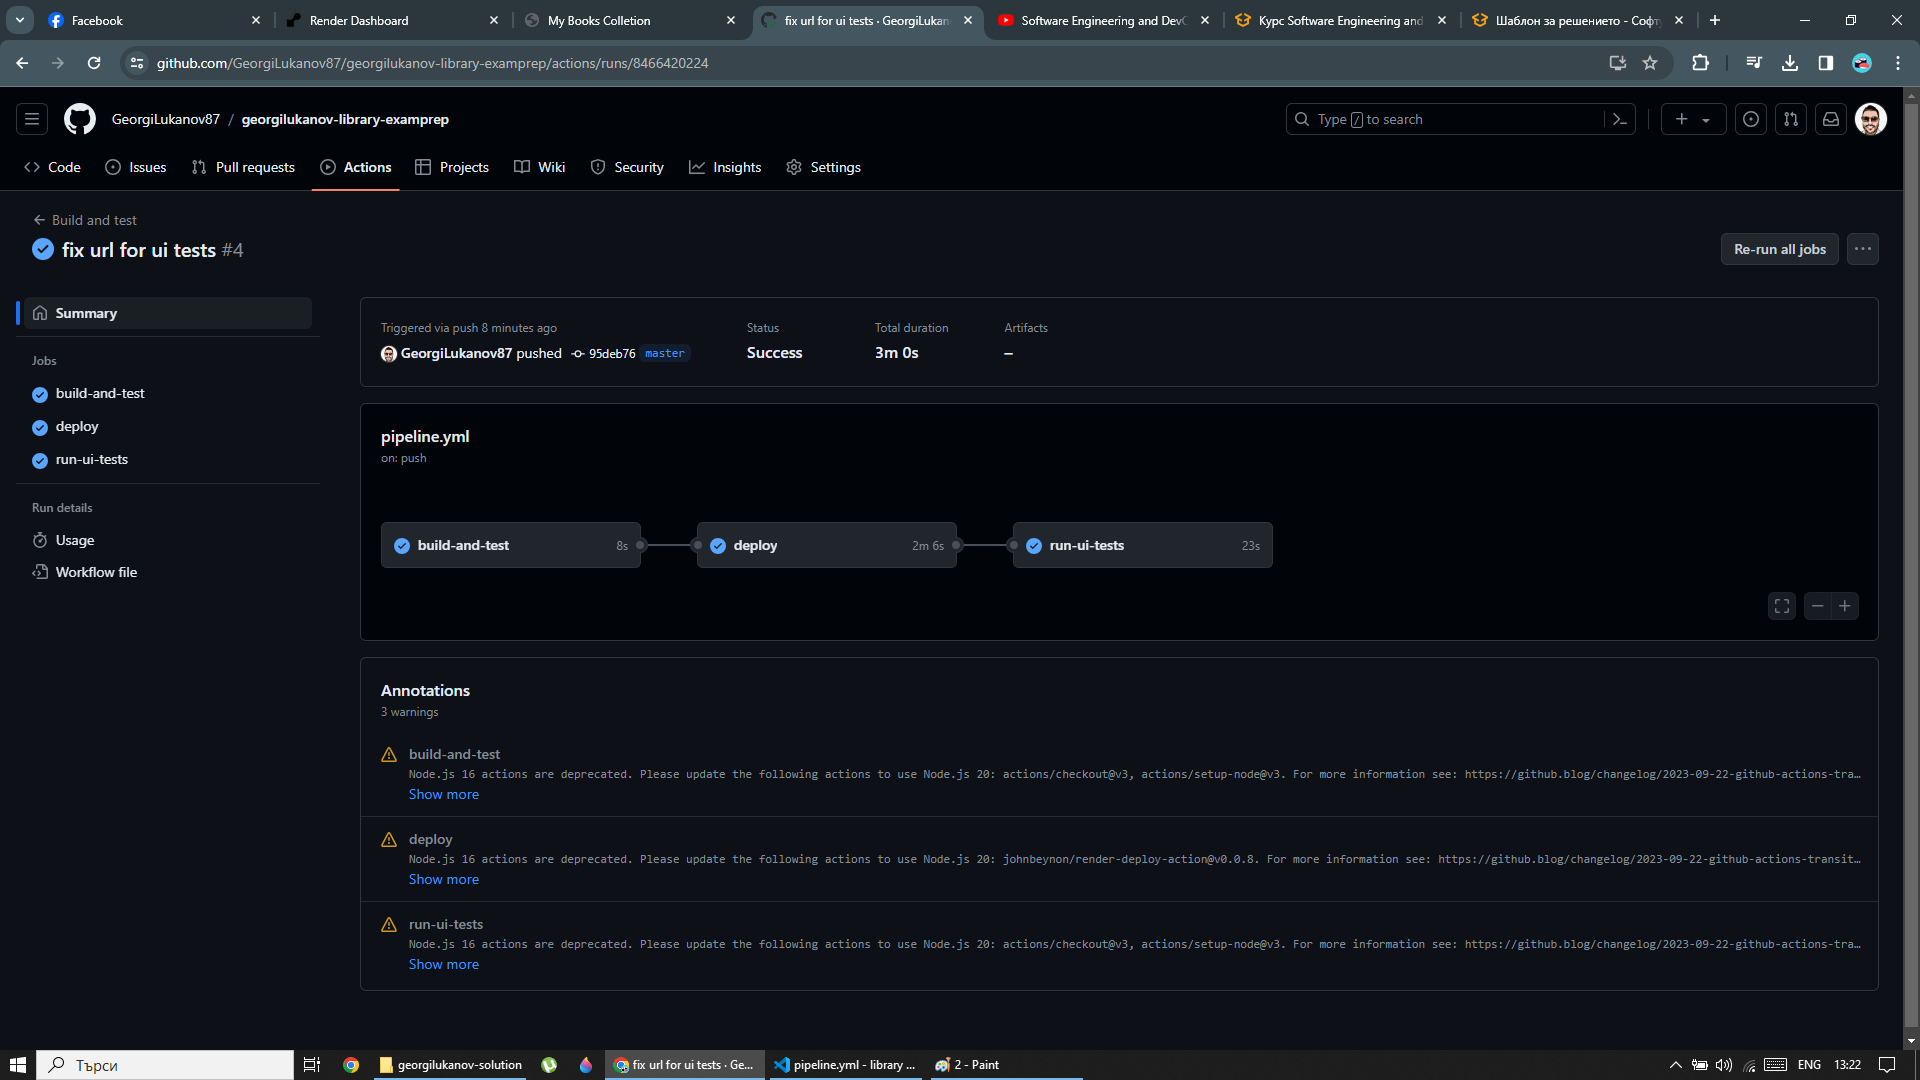 Facebook
Render Dashboard
My Books Colletion
fix url for ui tests · GeorgiLukan
Software Engineering and DevO
Курс Software Engineering and
Шаблон за решението - Софту
github.com/GeorgiLukanov87/georgilukanov-library-examprep/actions/runs/8466420224
GeorgiLukanov87 / georgilukanov-library-examprep
Type / to search
Code
Issues
Pull requests
Actions
Projects
Wiki
Security
Insights
Settings
Build and test
fix url for ui tests #4
Re-run all jobs
Summary
Jobs
build-and-test
deploy
run-ui-tests
Run details
Usage
Workflow file
Triggered via push 8 minutes ago
GeorgiLukanov87 pushed 95deb76 master
Status
Success
Total duration
3m 0s
Artifacts
–
pipeline.yml
on: push
build-and-test 8s
deploy 2m 6s
run-ui-tests 23s
Annotations
3 warnings
build-and-test
Node.js 16 actions are deprecated. Please update the following actions to use Node.js 20: actions/checkout@v3, actions/setup-node@v3. For more information see: https://github.blog/changelog/2023-09-22-github-actions-tra…
Show more
deploy
Node.js 16 actions are deprecated. Please update the following actions to use Node.js 20: johnbeynon/render-deploy-action@v0.0.8. For more information see: https://github.blog/changelog/2023-09-22-github-actions-transit…
Show more
run-ui-tests
Node.js 16 actions are deprecated. Please update the following actions to use Node.js 20: actions/checkout@v3, actions/setup-node@v3. For more information see: https://github.blog/changelog/2023-09-22-github-actions-tra…
Show more
Търси
georgilukanov-solution
fix url for ui tests · Ge...
pipeline.yml - library ...
2 - Paint
ENG
13:22